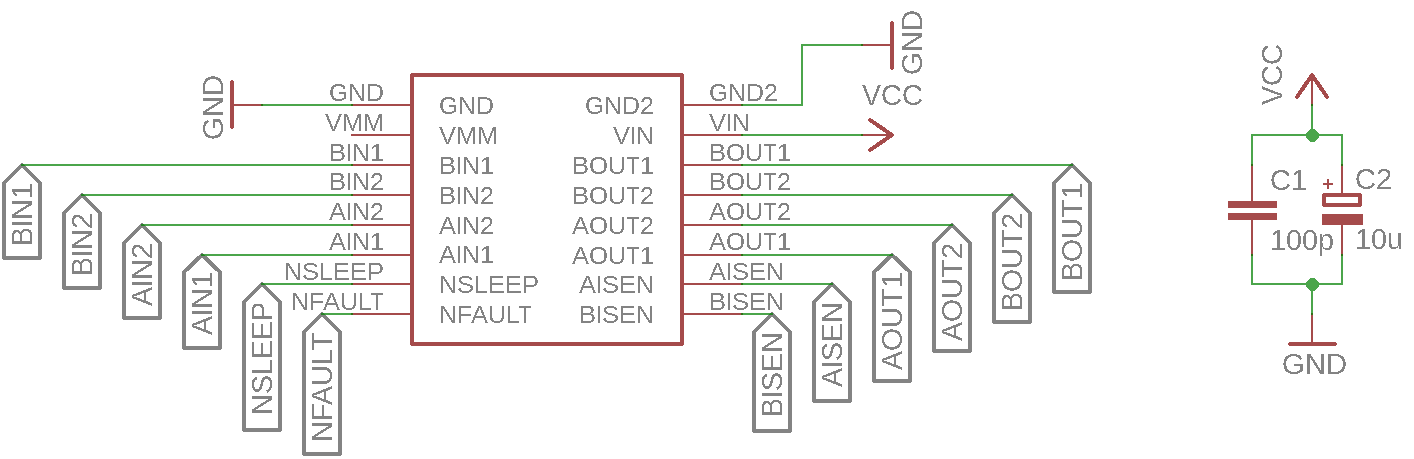 GND
GND
VCC
GND GND GND2 GND2
VMM VMM VIN VIN
BIN1 BIN1 BOUT1 BOUT1
BIN2 BIN2 BOUT2 BOUT2
AIN2 AIN2 AOUT2 AOUT2
AIN1 AIN1 AOUT1 AOUT1
NSLEEP NSLEEP AISEN AISEN
NFAULT NFAULT BISEN BISEN
BIN1
BIN2
AIN2
AIN1
NSLEEP
NFAULT
BISEN
AISEN
AOUT1
AOUT2
BOUT2
BOUT1
VCC
C1
+
C2
100p
10u
GND